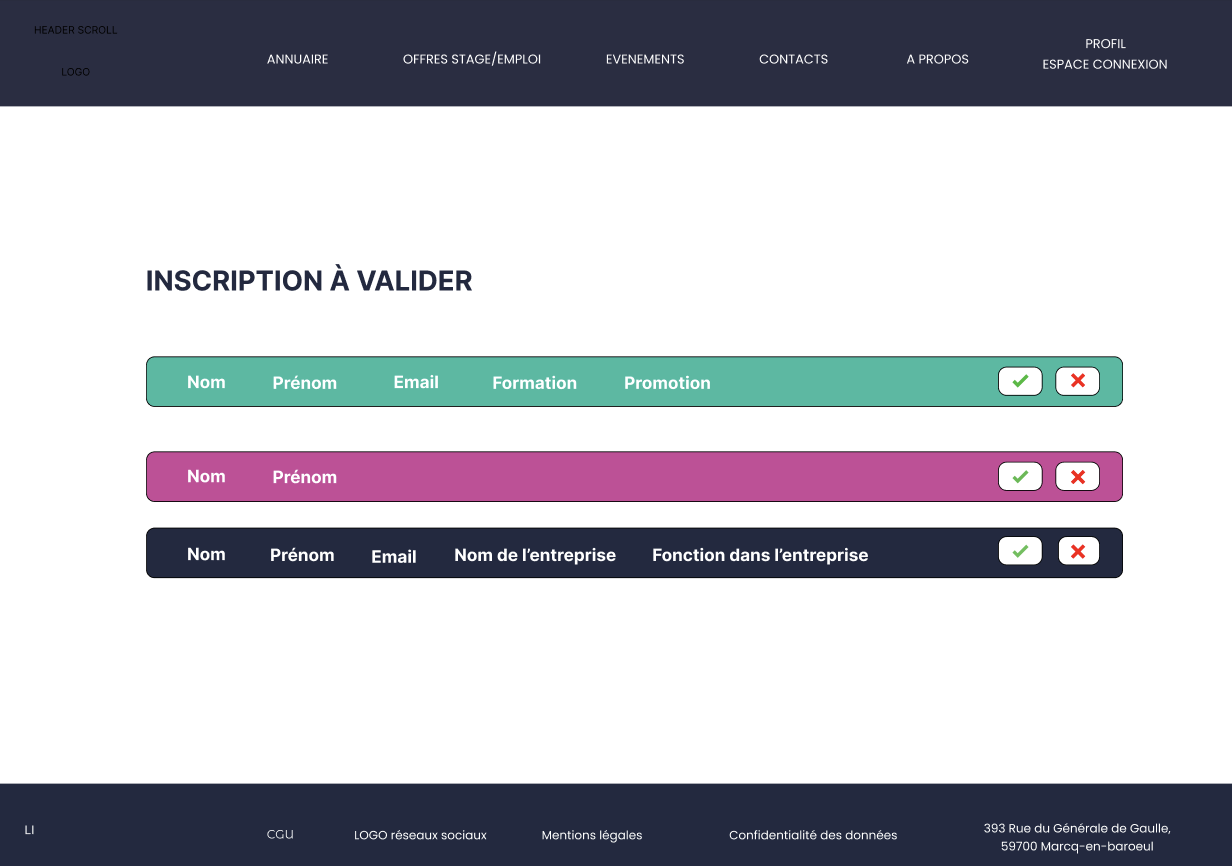 HEADER SCROLL
LOGO
ANNUAIRE
OFFRES STAGE/EMPLOI
EVENEMENTS
CONTACTS
A PROPOS
PROFIL
ESPACE CONNEXION
INSCRIPTION À VALIDER
Nom Prénom Email Formation Promotion
Nom Prénom
Nom Prénom Email Nom de l’entreprise Fonction dans l’entreprise
LI
CGU
LOGO réseaux sociaux
Mentions légales
Confidentialité des données
393 Rue du Générale de Gaulle,
59700 Marcq-en-baroeul